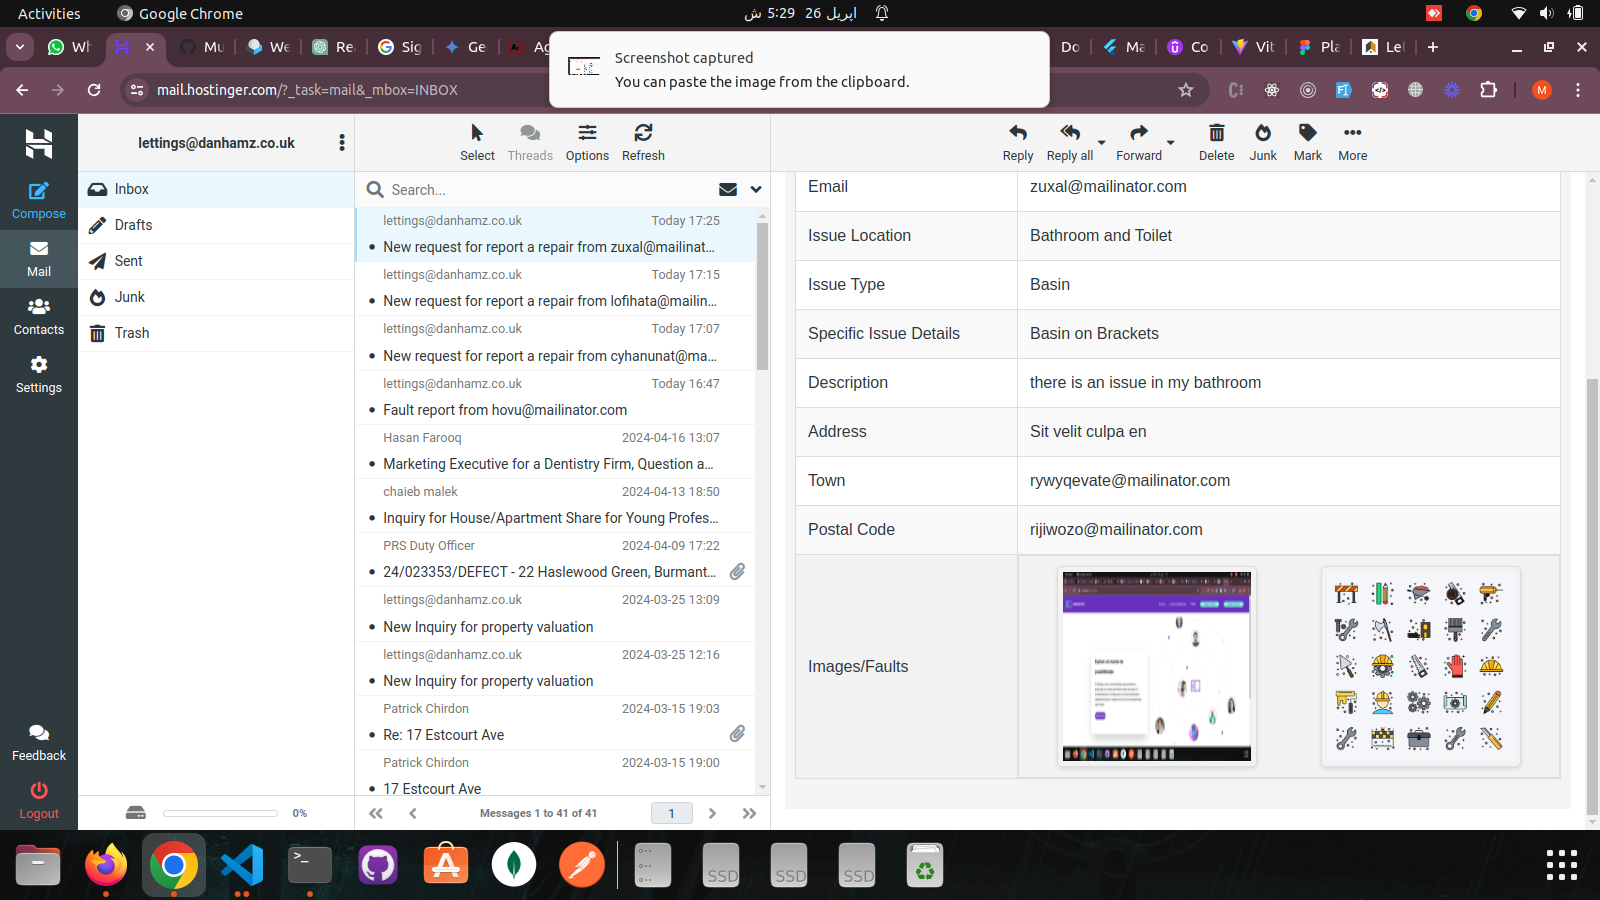 Activities
Google Chrome
اپریل 26  5:29 ش
Wh
Mu
We
Re
Sig
Ge
Ag
Do
Ma
Co
Vit
Pla
Le
Screenshot captured
You can paste the image from the clipboard.
mail.hostinger.com/?_task=mail&_mbox=INBOX
M
lettings@danhamz.co.uk
Compose
Mail
Contacts
Settings
Feedback
Logout
Inbox
Drafts
Sent
Junk
Trash
0%
Select
Threads
Options
Refresh
Search...
lettings@danhamz.co.uk Today 17:25
New request for report a repair from zuxal@mailinat...
lettings@danhamz.co.uk Today 17:15
New request for report a repair from lofihata@mailin...
lettings@danhamz.co.uk Today 17:07
New request for report a repair from cyhanunat@ma...
lettings@danhamz.co.uk Today 16:47
Fault report from hovu@mailinator.com
Hasan Farooq 2024-04-16 13:07
Marketing Executive for a Dentistry Firm, Question a...
chaieb malek 2024-04-13 18:50
Inquiry for House/Apartment Share for Young Profes...
PRS Duty Officer 2024-04-09 17:22
24/023353/DEFECT - 22 Haslewood Green, Burmant...
lettings@danhamz.co.uk 2024-03-25 13:09
New Inquiry for property valuation
lettings@danhamz.co.uk 2024-03-25 12:16
New Inquiry for property valuation
Patrick Chirdon 2024-03-15 19:03
Re: 17 Estcourt Ave
Patrick Chirdon 2024-03-15 19:00
17 Estcourt Ave
Messages 1 to 41 of 41
1
Reply
Reply all
Forward
Delete
Junk
Mark
More
Email zuxal@mailinator.com
Issue Location Bathroom and Toilet
Issue Type Basin
Specific Issue Details Basin on Brackets
Description there is an issue in my bathroom
Address Sit velit culpa en
Town rywyqevate@mailinator.com
Postal Code rijiwozo@mailinator.com
Images/Faults
SSD
SSD
SSD